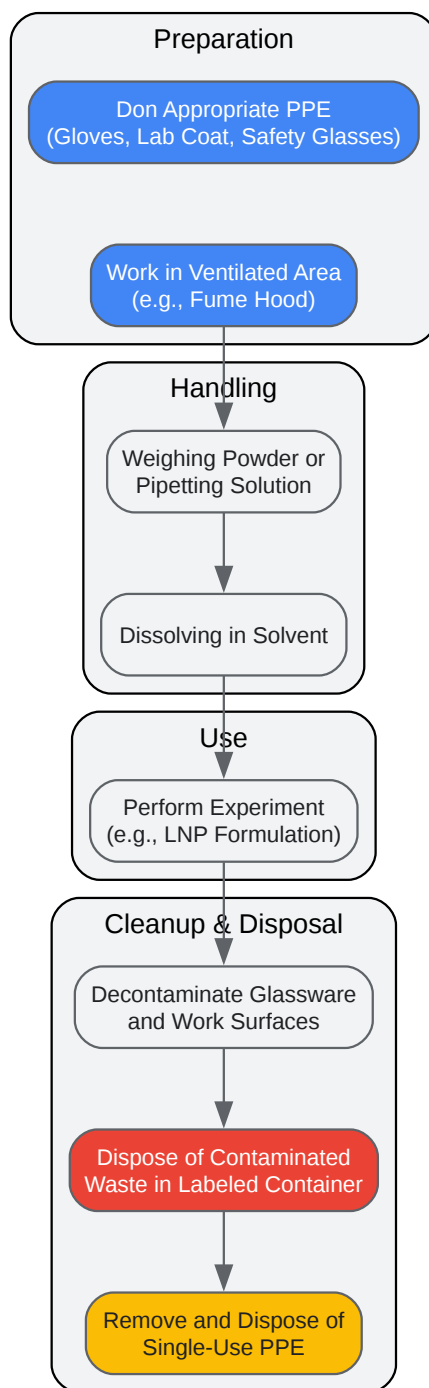 Preparation
Don Appropriate PPE
(Gloves, Lab Coat, Safety Glasses)
Work in Ventilated Area
(e.g., Fume Hood)
Handling
Weighing Powder or
Pipetting Solution
Dissolving in Solvent
Use
Perform Experiment
(e.g., LNP Formulation)
Cleanup & Disposal
Decontaminate Glassware
and Work Surfaces
Dispose of Contaminated
Waste in Labeled Container
Remove and Dispose of
Single-Use PPE